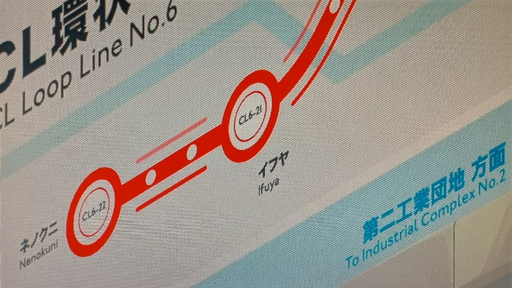 CL環状
CL Loop Line No.6
CL6-21
イフヤ
Ifuya
CL6-22
ネノクニ
Nenokuni
第二工業団地 方面
To Industrial Complex No.2